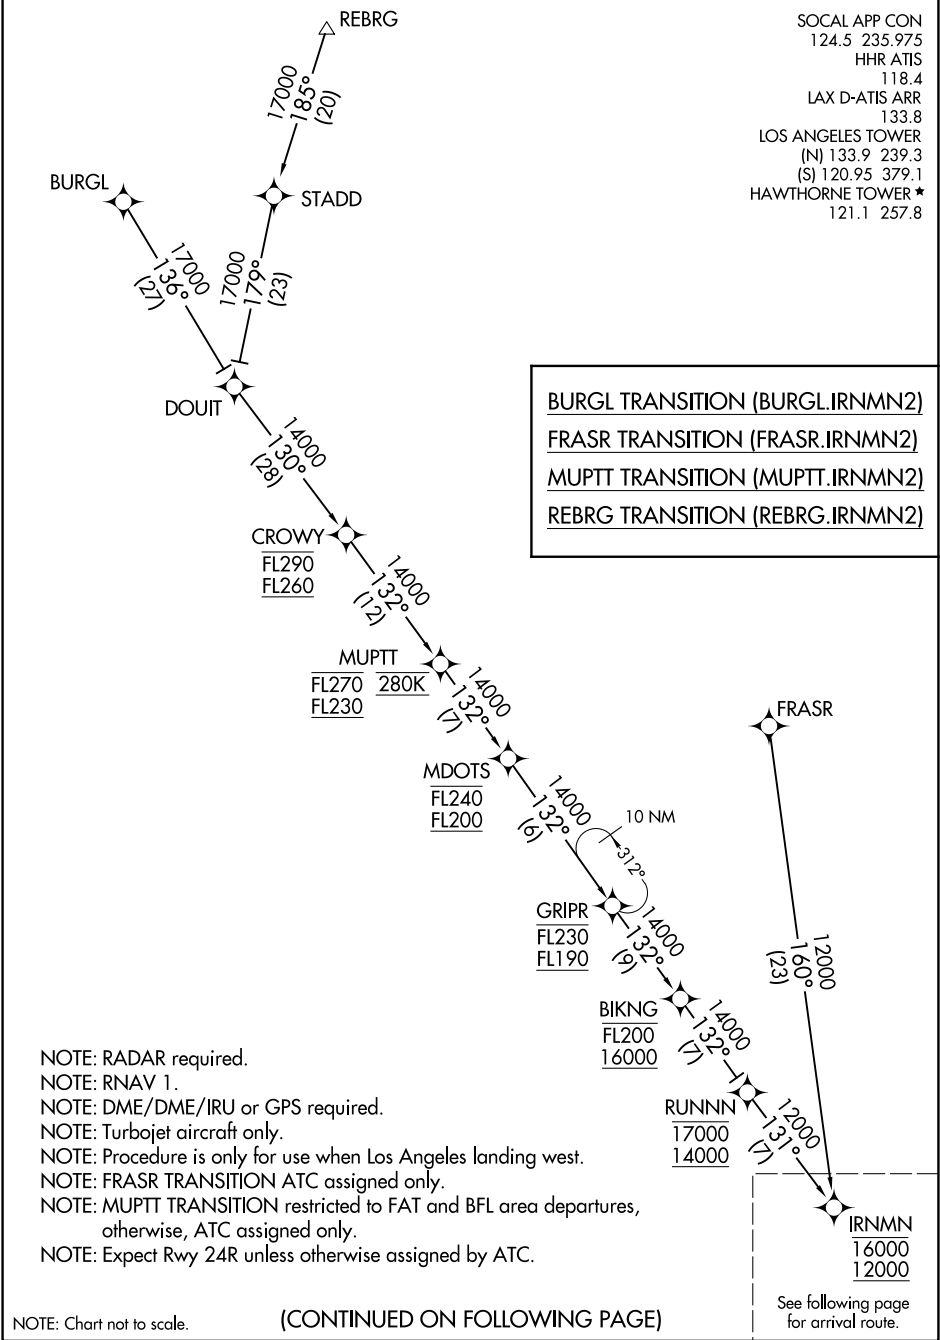 REBRG
SOCAL APP CON
124.5 235.975
HHR ATIS
118.4
LAX D-ATIS ARR
133.8
LOS ANGELES TOWER
(N) 133.9 239.3
(S) 120.95 379.1
HAWTHORNE TOWER ★
121.1 257.8
17000
185°
(20)
BURGL
STADD
17000
136°
(27)
17000
179°
(23)
DOUIT
BURGL TRANSITION (BURGL.IRNMN2)
FRASR TRANSITION (FRASR.IRNMN2)
MUPTT TRANSITION (MUPTT.IRNMN2)
REBRG TRANSITION (REBRG.IRNMN2)
14000
130°
(28)
CROWY
FL290
FL260
14000
132°
(12)
MUPTT
FL270 280K
FL230
14000
132°
(7)
FRASR
MDOTS
FL240
FL200
14000
132°
(6)
10 NM
312°
GRIPR
FL230
FL190
14000
132°
(9)
12000
160°
(23)
BIKNG
FL200
16000
14000
132°
(7)
RUNNN
17000
14000
12000
131°
(7)
IRNMN
16000
12000
See following page
for arrival route.
NOTE: RADAR required.
NOTE: RNAV 1.
NOTE: DME/DME/IRU or GPS required.
NOTE: Turbojet aircraft only.
NOTE: Procedure is only for use when Los Angeles landing west.
NOTE: FRASR TRANSITION ATC assigned only.
NOTE: MUPTT TRANSITION restricted to FAT and BFL area departures,
otherwise, ATC assigned only.
NOTE: Expect Rwy 24R unless otherwise assigned by ATC.
NOTE: Chart not to scale.
(CONTINUED ON FOLLOWING PAGE)